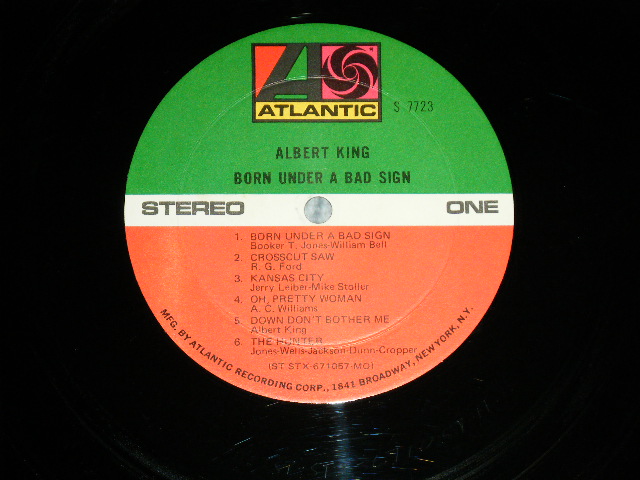 ATLANTIC
S 7723
ALBERT KING
BORN UNDER A BAD SIGN
STEREO ONE
1. BORN UNDER A BAD SIGN
Booker T. Jones-William Bell
2. CROSSCUT SAW
R. G. Ford
3. KANSAS CITY
Jerry Leiber-Mike Stoller
4. OH, PRETTY WOMAN
A. C. Williams
5. DOWN DON'T BOTHER ME
Albert King
6. THE HUNTER
Jones-Wells-Jackson-Dunn-Cropper
(ST-STX-671057-MO)
MFG. BY ATLANTIC RECORDING CORP., 1841 BROADWAY, NEW YORK, N.Y.